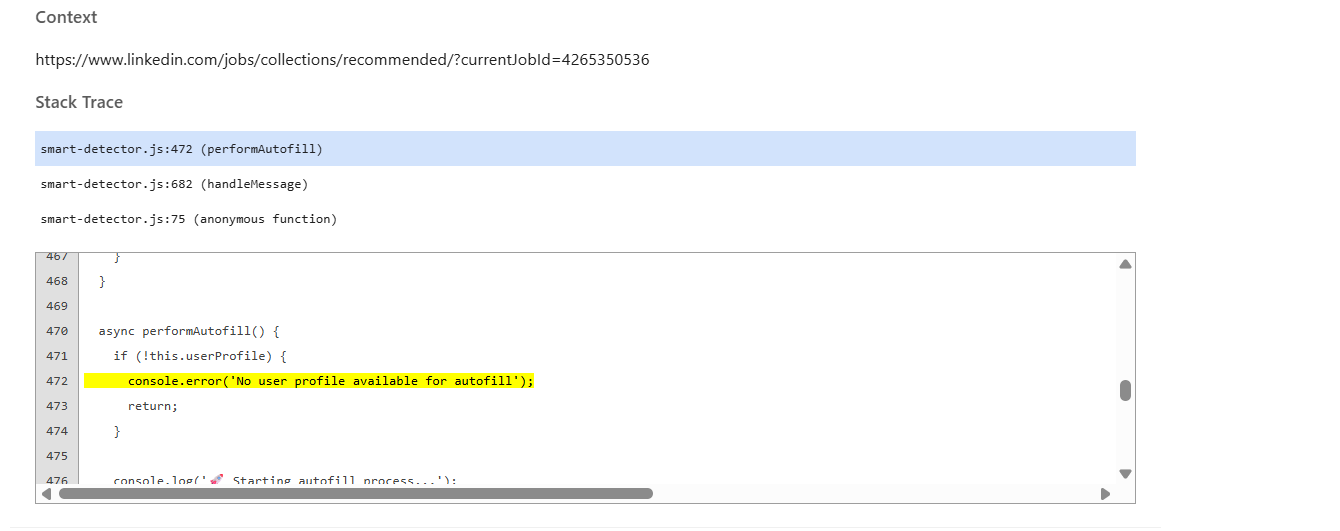 Context
https://www.linkedin.com/jobs/collections/recommended/?currentJobId=4265350536
Stack Trace
smart-detector.js:472 (performAutofill)
smart-detector.js:682 (handleMessage)
smart-detector.js:75 (anonymous function)
467 }
468 }
469
470 async performAutofill() {
471 if (!this.userProfile) {
472 console.error('No user profile available for autofill');
473 return;
474 }
475
476 console.log('🚀 Starting autofill process...');